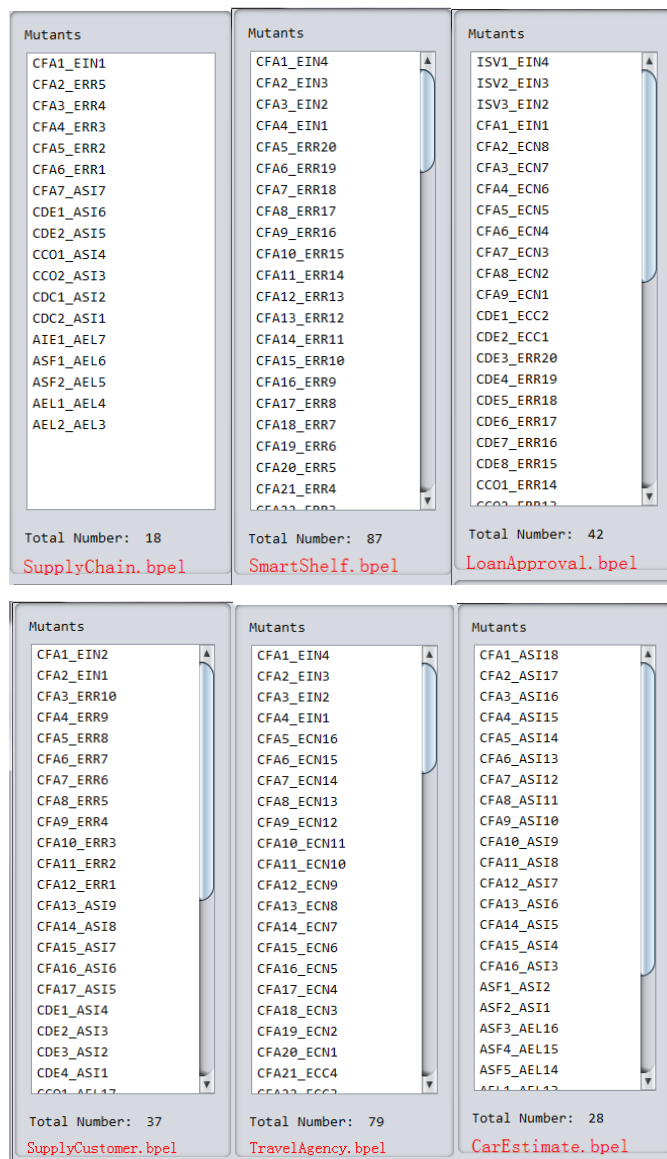 Mutants
CFA1_EIN1
CFA2_ERR5
CFA3_ERR4
CFA4_ERR3
CFA5_ERR2
CFA6_ERR1
CFA7_ASI7
CDE1_ASI6
CDE2_ASI5
CCO1_ASI4
CCO2_ASI3
CDC1_ASI2
CDC2_ASI1
AIE1_AEL7
ASF1_AEL6
ASF2_AEL5
AEL1_AEL4
AEL2_AEL3
Total Number: 18
SupplyChain.bpel
Mutants
CFA1_EIN4
CFA2_EIN3
CFA3_EIN2
CFA4_EIN1
CFA5_ERR20
CFA6_ERR19
CFA7_ERR18
CFA8_ERR17
CFA9_ERR16
CFA10_ERR15
CFA11_ERR14
CFA12_ERR13
CFA13_ERR12
CFA14_ERR11
CFA15_ERR10
CFA16_ERR9
CFA17_ERR8
CFA18_ERR7
CFA19_ERR6
CFA20_ERR5
CFA21_ERR4
CFA22_ERR3
Total Number: 87
SmartShelf.bpel
Mutants
ISV1_EIN4
ISV2_EIN3
ISV3_EIN2
CFA1_EIN1
CFA2_ECN8
CFA3_ECN7
CFA4_ECN6
CFA5_ECN5
CFA6_ECN4
CFA7_ECN3
CFA8_ECN2
CFA9_ECN1
CDE1_ECC2
CDE2_ECC1
CDE3_ERR20
CDE4_ERR19
CDE5_ERR18
CDE6_ERR17
CDE7_ERR16
CDE8_ERR15
CCO1_ERR14
CCO2_ERR13
Total Number: 42
LoanApproval.bpel
Mutants
CFA1_EIN2
CFA2_EIN1
CFA3_ERR10
CFA4_ERR9
CFA5_ERR8
CFA6_ERR7
CFA7_ERR6
CFA8_ERR5
CFA9_ERR4
CFA10_ERR3
CFA11_ERR2
CFA12_ERR1
CFA13_ASI9
CFA14_ASI8
CFA15_ASI7
CFA16_ASI6
CFA17_ASI5
CDE1_ASI4
CDE2_ASI3
CDE3_ASI2
CDE4_ASI1
CCO1_AEL17
Total Number: 37
SupplyCustomer.bpel
Mutants
CFA1_EIN4
CFA2_EIN3
CFA3_EIN2
CFA4_EIN1
CFA5_ECN16
CFA6_ECN15
CFA7_ECN14
CFA8_ECN13
CFA9_ECN12
CFA10_ECN11
CFA11_ECN10
CFA12_ECN9
CFA13_ECN8
CFA14_ECN7
CFA15_ECN6
CFA16_ECN5
CFA17_ECN4
CFA18_ECN3
CFA19_ECN2
CFA20_ECN1
CFA21_ECC4
CFA22_ECC3
Total Number: 79
TravelAgency.bpel
Mutants
CFA1_ASI18
CFA2_ASI17
CFA3_ASI16
CFA4_ASI15
CFA5_ASI14
CFA6_ASI13
CFA7_ASI12
CFA8_ASI11
CFA9_ASI10
CFA10_ASI9
CFA11_ASI8
CFA12_ASI7
CFA13_ASI6
CFA14_ASI5
CFA15_ASI4
CFA16_ASI3
ASF1_ASI2
ASF2_ASI1
ASF3_AEL16
ASF4_AEL15
ASF5_AEL14
AEL1_AEL13
Total Number: 28
CarEstimate.bpel